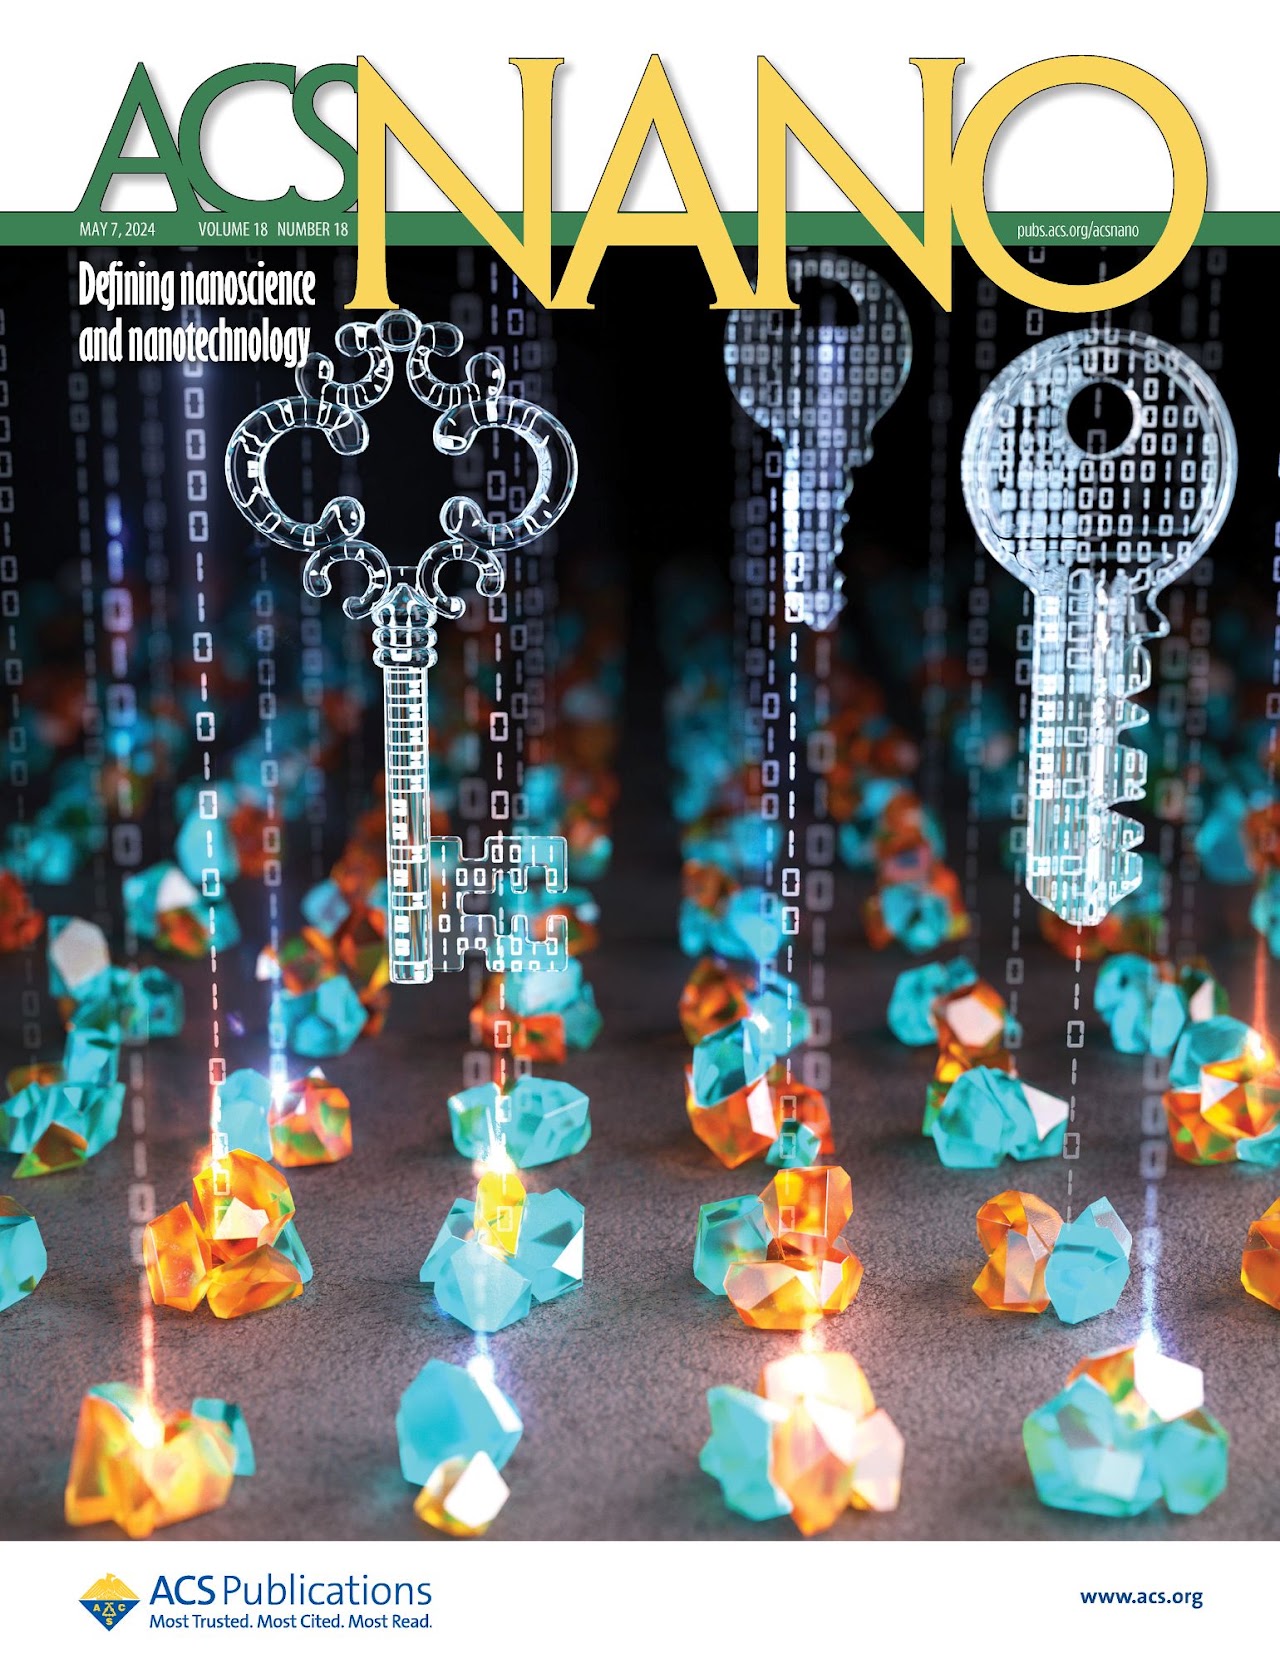 ACS NANO
MAY 7, 2024 VOLUME 18 NUMBER 18
pubs.acs.org/acsnano
Defining nanoscience
and nanotechnology
A C
S
ACS Publications
Most Trusted. Most Cited. Most Read.
www.acs.org